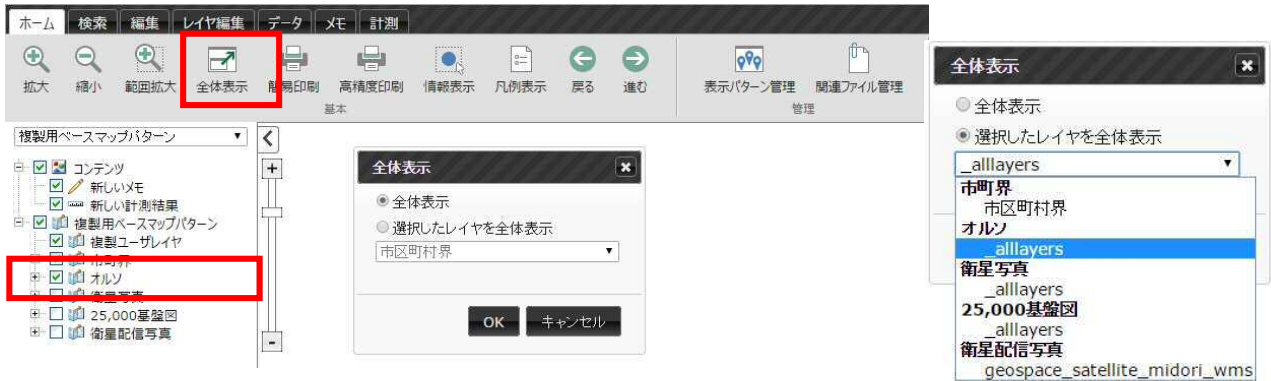 ホーム 検索 編集 レイヤ編集 データ メモ 計測
拡大 縮小 範囲拡大 全体表示 簡易印刷 高精度印刷 情報表示 凡例表示 戻る 進む 表示パターン管理 関連ファイル管理
基本 管理
複製用ベースマップパターン
コンテンツ
新しいメモ
新しい計測結果
複製用ベースマップパターン
複製ユーザレイヤ
市町界
オルソ
衛星写真
25,000基盤図
衛星配信写真
全体表示
全体表示
選択したレイヤを全体表示
市区町村界
OK キャンセル
全体表示
全体表示
選択したレイヤを全体表示
_alllayers
市町界
市区町村界
オルソ
_alllayers
衛星写真
_alllayers
25,000基盤図
_alllayers
衛星配信写真
geospace_satellite_midori_wms